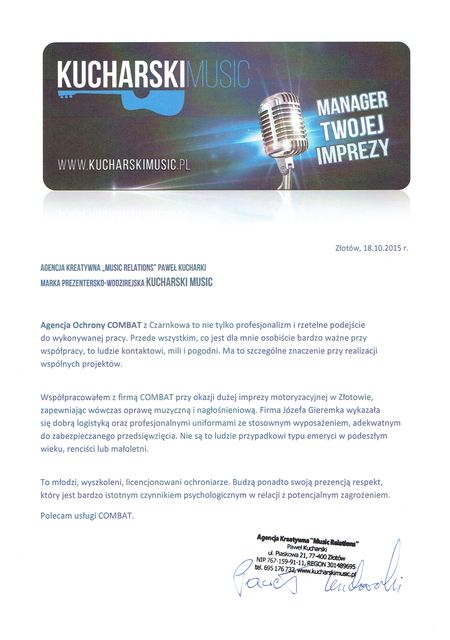 KUCHARSKIMUSIC
MANAGER
TWOJEJ
IMPREZY
WWW.KUCHARSKIMUSIC.PL
Złotów, 18.10.2015 r.
AGENCJA KREATYWNA „MUSIC RELATIONS" PAWEŁ KUCHARKI
MARKA PREZENTERSKO-WODZIREJSKA KUCHARSKI MUSIC
Agencja Ochrony COMBAT z Czarnkowa to nie tylko profesjonalizm i rzetelne podejście
do wykonywanej pracy. Przede wszystkim, co jest dla mnie osobiście bardzo ważne przy
współpracy, to ludzie kontaktowi, mili i pogodni. Ma to szczególne znaczenie przy realizacji
wspólnych projektów.
Współpracowałem z firmą COMBAT przy okazji dużej imprezy motoryzacyjnej w Złotowie,
zapewniając wówczas oprawę muzyczną i nagłośnieniową. Firma Józefa Gieremka wykazała
się dobrą logistyką oraz profesjonalnymi uniformami ze stosownym wyposażeniem, adekwatnym
do zabezpieczanego przedsięwzięcia. Nie są to ludzie przypadkowi typu emeryci w podeszłym
wieku, renciści lub małoletni.
To młodzi, wyszkoleni, licencjonowani ochroniarze. Budzą ponadto swoją prezencją respekt,
który jest bardzo istotnym czynnikiem psychologicznym w relacji z potencjalnym zagrożeniem.
Polecam usługi COMBAT.
Agencja Kreatywna "Music Relations"
Paweł Kucharski
ul. Piaskowa 21, 77-400 Złotów
NIP 767-159-91-11, REGON 301489695
tel. 695 176 732, www.kucharskimusic.pl